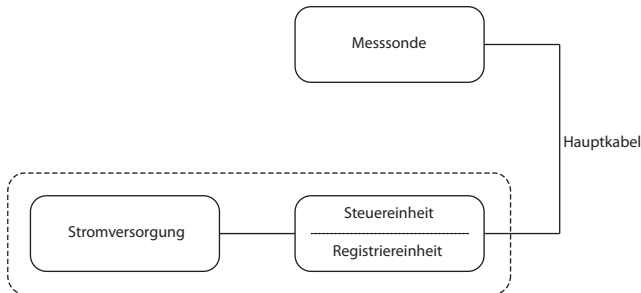 Messsonde
Hauptkabel
Stromversorgung
Steuereinheit
Registriereinheit